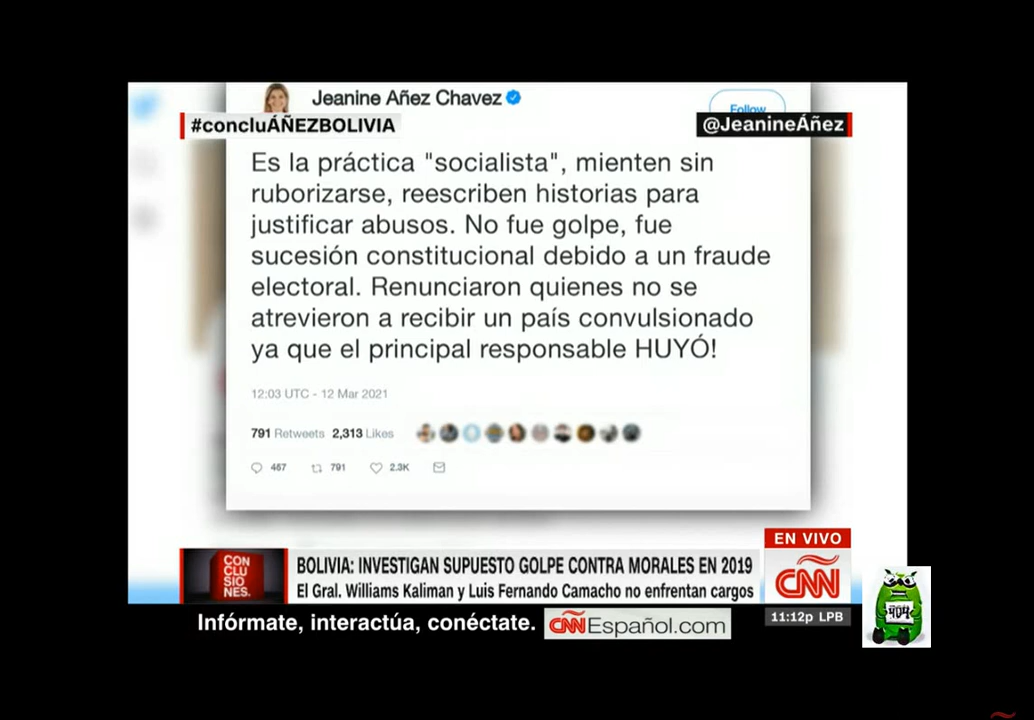 Jeanine Añez Chavez
Follow
#concluÁÑEZBOLIVIA
@JeanineÁñez
Es la práctica "socialista", mienten sin
ruborizarse, reescriben historias para
justificar abusos. No fue golpe, fue
sucesión constitucional debido a un fraude
electoral. Renunciaron quienes no se
atrevieron a recibir un país convulsionado
ya que el principal responsable HUYÓ!
12:03 UTC - 12 Mar 2021
791 Retweets 2,313 Likes
467 791 2.3K
CON
CLU
SIO
NES.
BOLIVIA: INVESTIGAN SUPUESTO GOLPE CONTRA MORALES EN 2019
El Gral. Williams Kaliman y Luis Fernando Camacho no enfrentan cargos
EN VIVO
CNN
11:12p LPB
Infórmate, interactúa, conéctate. CNNEspañol.com
404